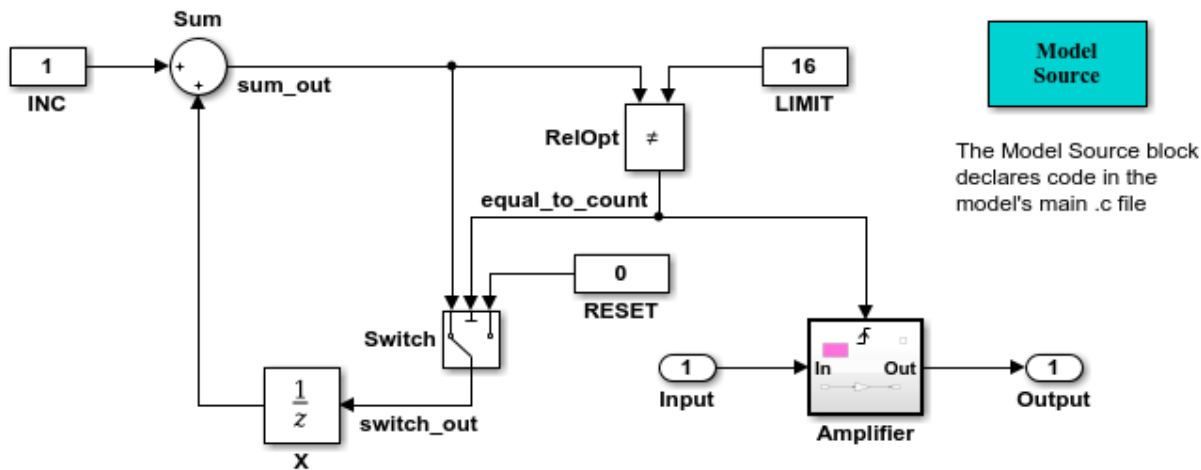 Sum
1
INC
+
+
sum_out
16
LIMIT
Model
Source
RelOpt
≠
The Model Source block
declares code in the
model's main .c file
equal_to_count
0
RESET
Switch
1
z
X
switch_out
1
Input
In
Out
Amplifier
1
Output